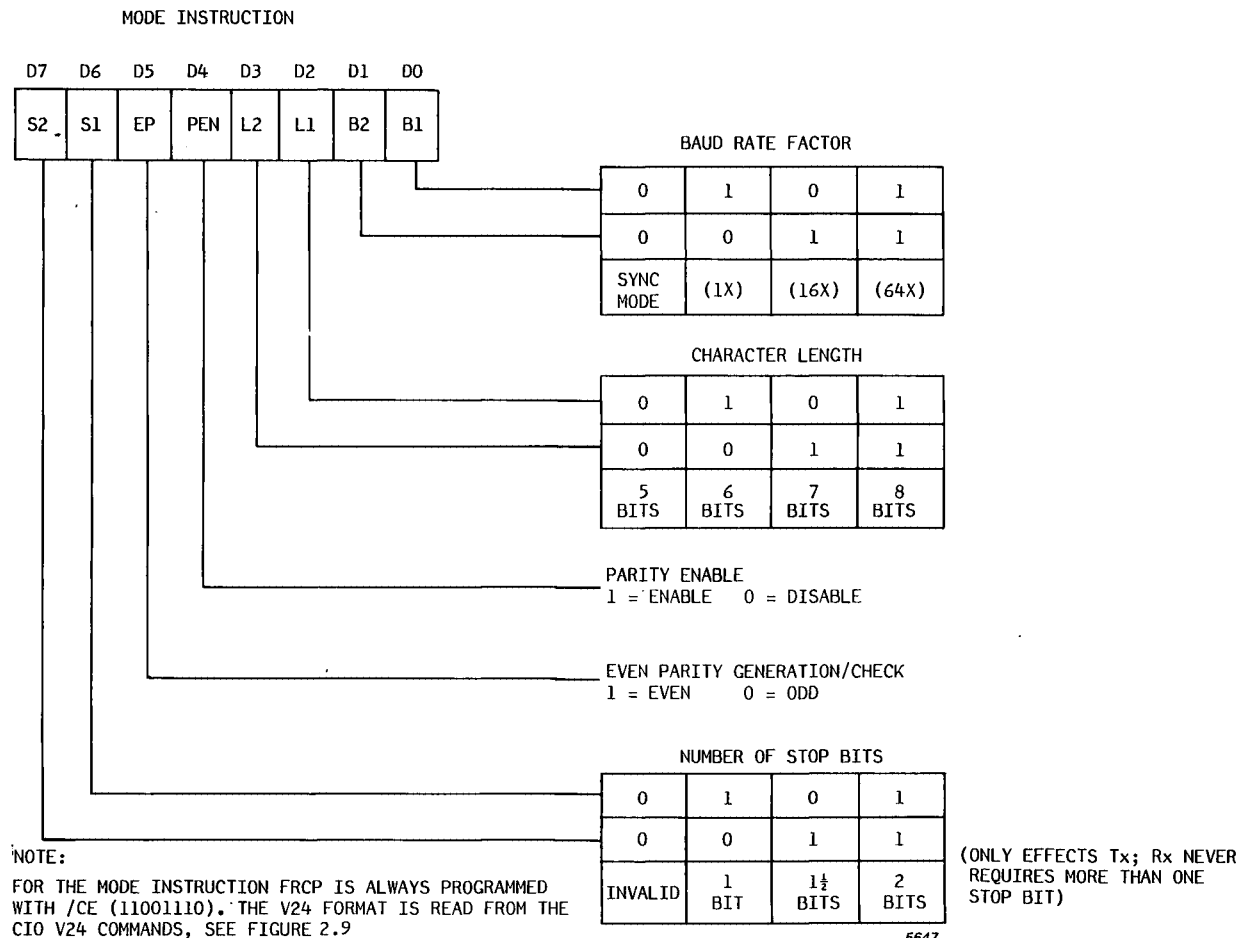 MODE INSTRUCTION
D7 D6 D5 D4 D3 D2 D1 D0
S2 S1 EP PEN L2 L1 B2 B1
BAUD RATE FACTOR
0 1 0 1
0 0 1 1
SYNC MODE (1X) (16X) (64X)
CHARACTER LENGTH
0 1 0 1
0 0 1 1
5 BITS 6 BITS 7 BITS 8 BITS
PARITY ENABLE
1 = ENABLE 0 = DISABLE
EVEN PARITY GENERATION/CHECK
1 = EVEN 0 = ODD
NUMBER OF STOP BITS
0 1 0 1
0 0 1 1
INVALID 1 BIT 1½ BITS 2 BITS
(ONLY EFFECTS Tx; Rx NEVER
REQUIRES MORE THAN ONE
STOP BIT)
NOTE:
FOR THE MODE INSTRUCTION FRCP IS ALWAYS PROGRAMMED
WITH /CE (11001110). THE V24 FORMAT IS READ FROM THE
CIO V24 COMMANDS, SEE FIGURE 2.9